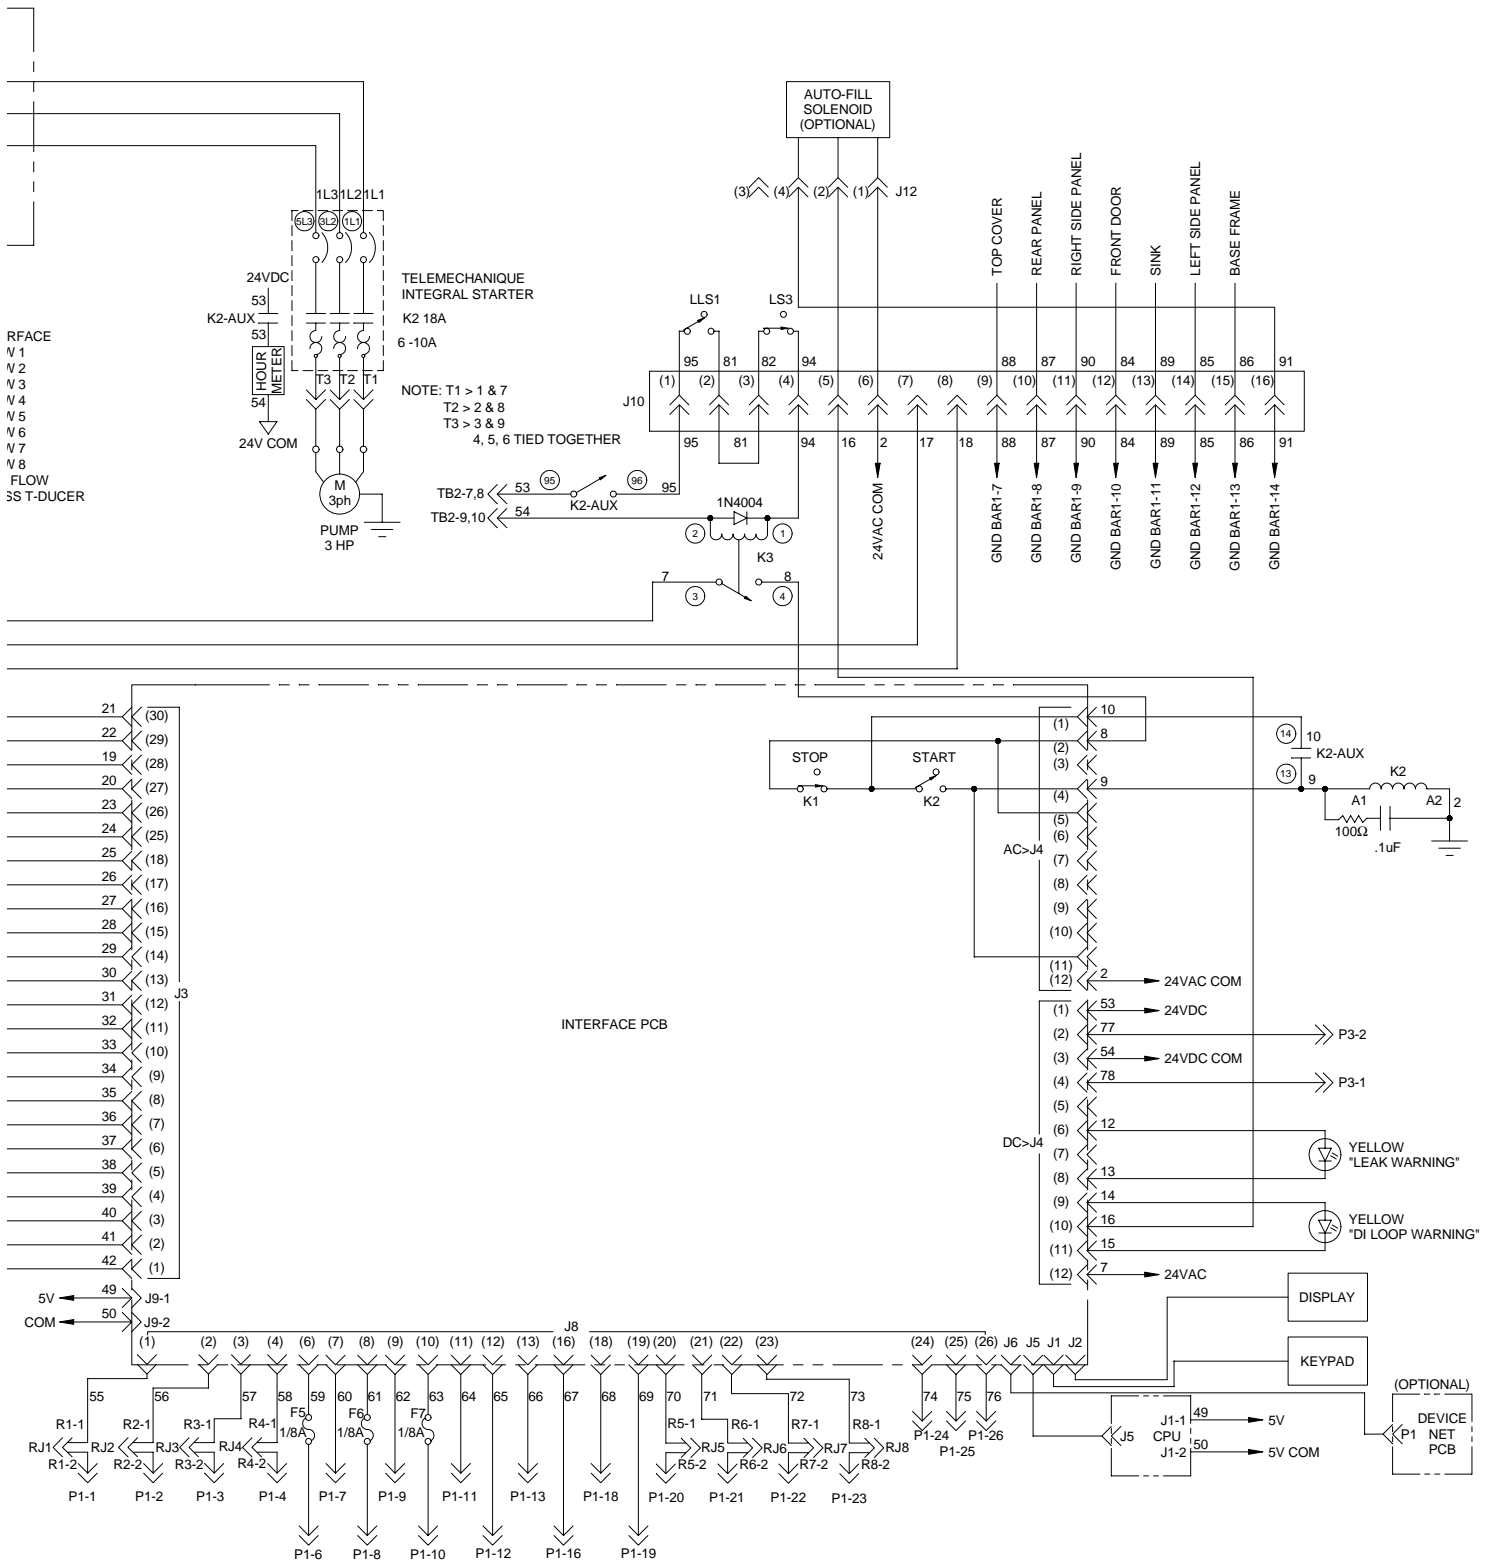 AUTO-FILL
SOLENOID
(OPTIONAL)
(3) (4) (2) (1) J12
1L3 1L2 1L1
5L3 3L2 1L1
TOP COVER
REAR PANEL
RIGHT SIDE PANEL
FRONT DOOR
SINK
LEFT SIDE PANEL
BASE FRAME
24VDC
53
K2-AUX
53
HOUR
METER
54
24V COM
TELEMECHANIQUE
INTEGRAL STARTER
K2 18A
6 -10A
T3 T2 T1
NOTE: T1 > 1 & 7
T2 > 2 & 8
T3 > 3 & 9
4, 5, 6 TIED TOGETHER
M
3ph
PUMP
3 HP
RFACE
W 1
W 2
W 3
W 4
W 5
W 6
W 7
W 8
FLOW
SS T-DUCER
LLS1 LS3
95 81 82 94 88 87 90 84 89 85 86 91
(1) (2) (3) (4) (5) (6) (7) (8) (9) (10) (11) (12) (13) (14) (15) (16)
J10
95 81 94 16 2 17 18 88 87 90 84 89 85 86 91
TB2-7,8 53 95 96 95
K2-AUX
TB2-9,10 54 1N4004
2 1
K3
7 8
3 4
24VAC COM
GND BAR1-7
GND BAR1-8
GND BAR1-9
GND BAR1-10
GND BAR1-11
GND BAR1-12
GND BAR1-13
GND BAR1-14
21 (30)
22 (29)
19 (28)
20 (27)
23 (26)
24 (25)
25 (18)
26 (17)
27 (16)
28 (15)
29 (14)
30 (13)
31 (12)
32 (11)
33 (10)
34 (9)
35 (8)
36 (7)
37 (6)
38 (5)
39 (4)
40 (3)
41 (2)
42 (1)
J3
5V 49 J9-1
COM 50 J9-2
INTERFACE PCB
STOP START
K1 K2
AC>J4
(1) 10
(2) 8
(3)
(4) 9
(5)
(6)
(7)
(8)
(9)
(10)
(11)
(12) 2 24VAC COM
14 10
K2-AUX
13 9
K2
A1 A2 2
100Ω
.1uF
DC>J4
(1) 53 24VDC
(2) 77 P3-2
(3) 54 24VDC COM
(4) 78 P3-1
(5)
(6) 12
(7)
(8) 13
(9) 14
(10) 16
(11) 15
(12) 7 24VAC
YELLOW
"LEAK WARNING"
YELLOW
"DI LOOP WARNING"
DISPLAY
KEYPAD
J8
(1) (2) (3) (4) (6) (7) (8) (9) (10) (11) (12) (13) (16) (18) (19) (20) (21) (22) (23) (24) (25) (26) J6 J5 J1 J2
55 56 57 58 59 60 61 62 63 64 65 66 67 68 69 70 71 72 73 74 75 76
F5 F6 F7
1/8A 1/8A 1/8A
R1-1 R2-1 R3-1 R4-1 R5-1 R6-1 R7-1 R8-1
RJ1 RJ2 RJ3 RJ4 RJ5 RJ6 RJ7 RJ8
R1-2 R2-2 R3-2 R4-2 R5-2 R6-2 R7-2 R8-2
P1-24 P1-25 P1-26
P1-1 P1-2 P1-3 P1-4 P1-7 P1-9 P1-11 P1-13 P1-18 P1-20 P1-21 P1-22 P1-23
P1-6 P1-8 P1-10 P1-12 P1-16 P1-19
J5
J1-1 49 5V
CPU
J1-2 50 5V COM
(OPTIONAL)
P1
DEVICE
NET
PCB